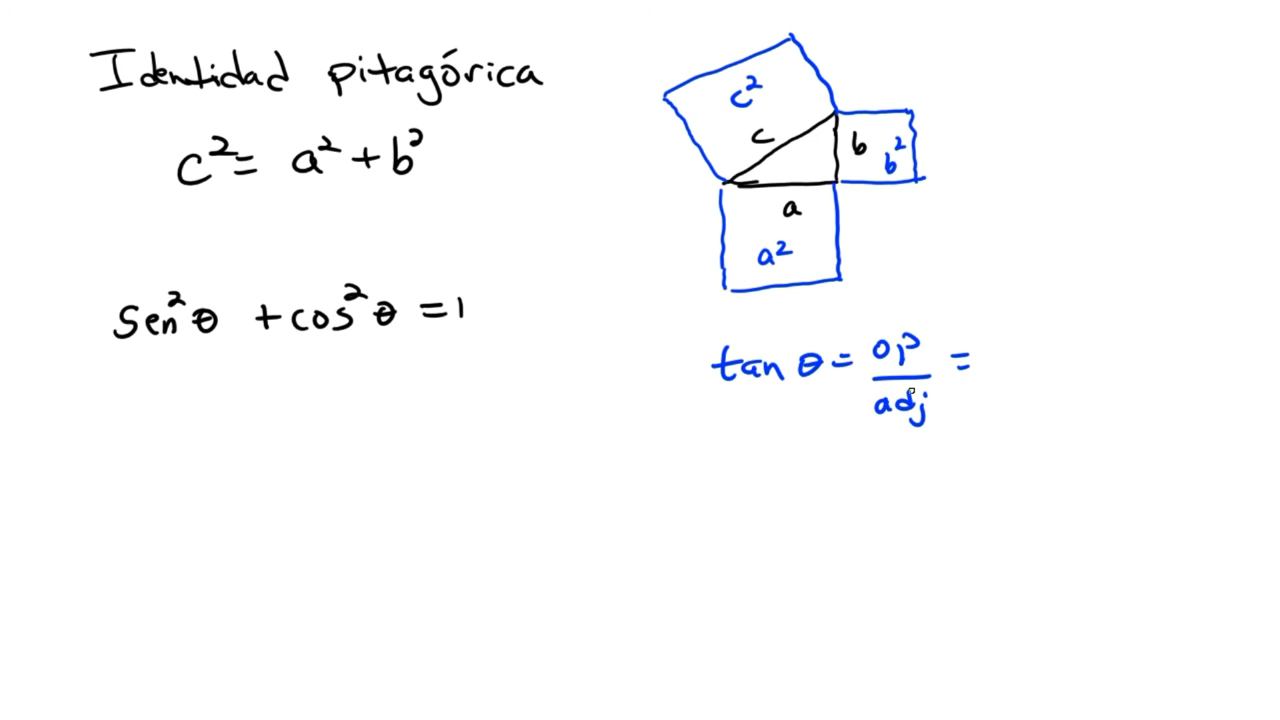 Identidad pitagórica
c² = a² + b²
c²
c
b
b²
a
a²
sen²θ + cos²θ = 1
tan θ = op/adj =